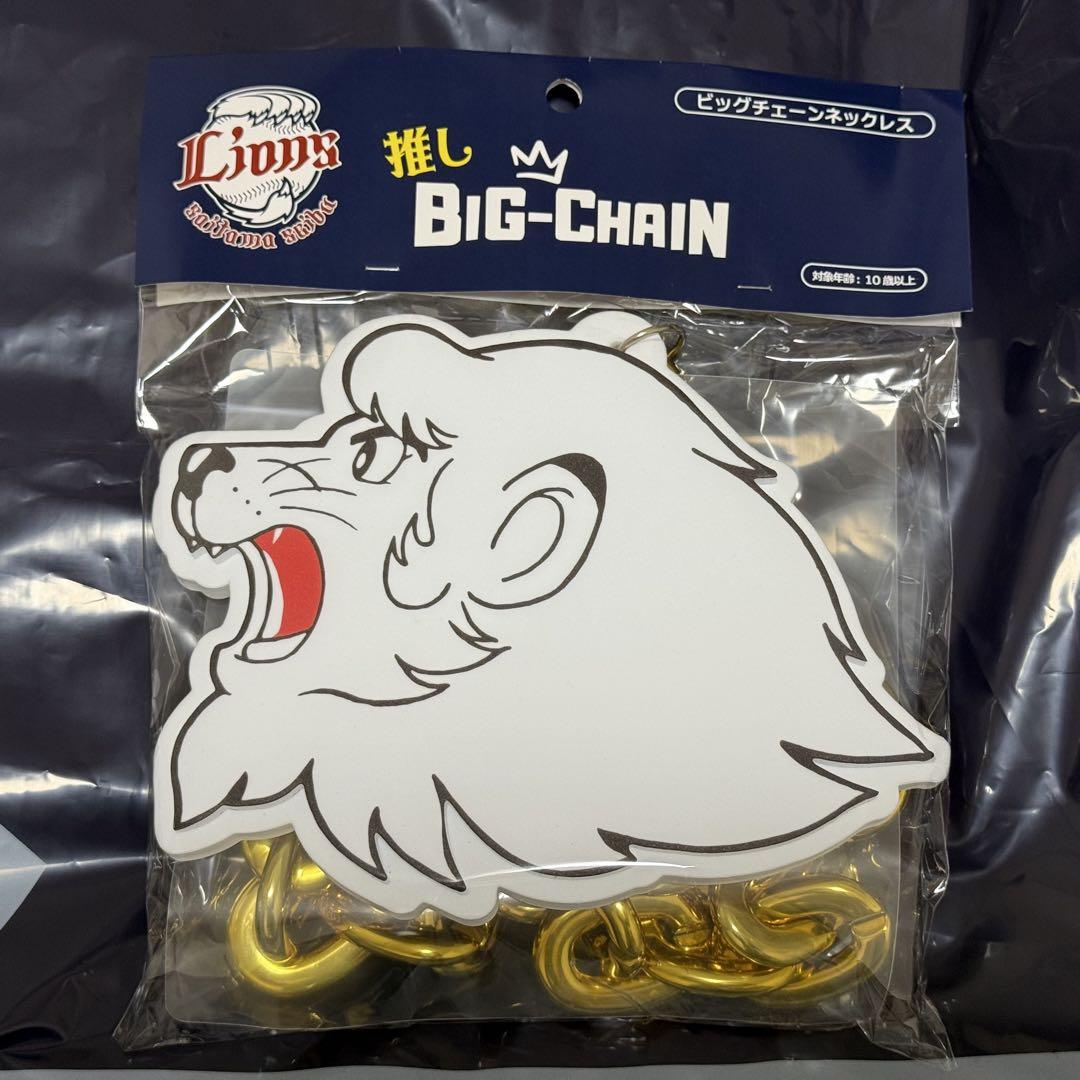 Lions
Saitama Seibu
推し
BIG-CHAIN
ビッグチェーンネックレス
対象年齢：10歳以上